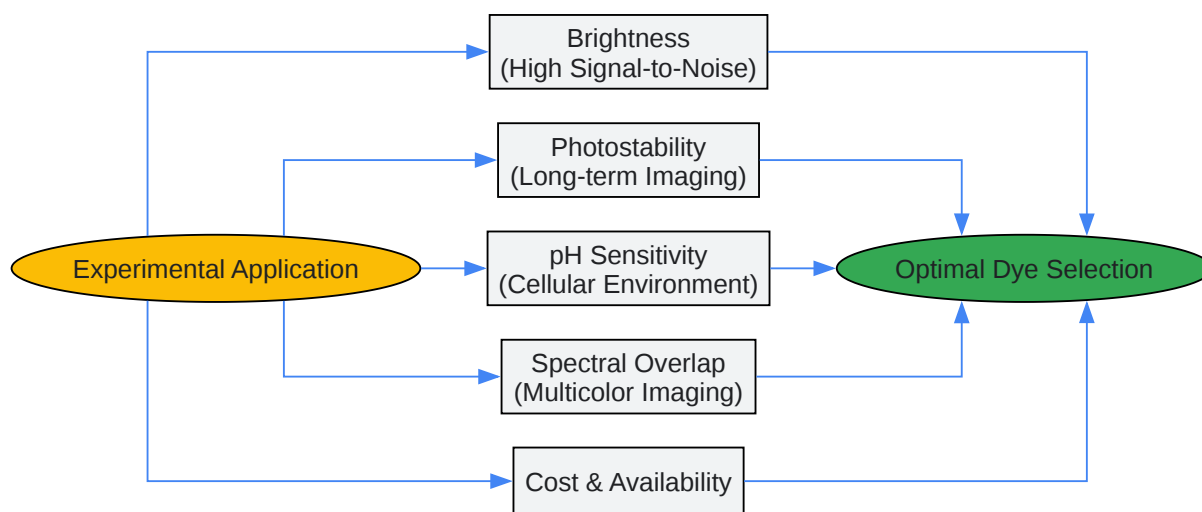 Brightness
(High Signal-to-Noise)
Photostability
(Long-term Imaging)
Experimental Application
pH Sensitivity
(Cellular Environment)
Optimal Dye Selection
Spectral Overlap
(Multicolor Imaging)
Cost & Availability